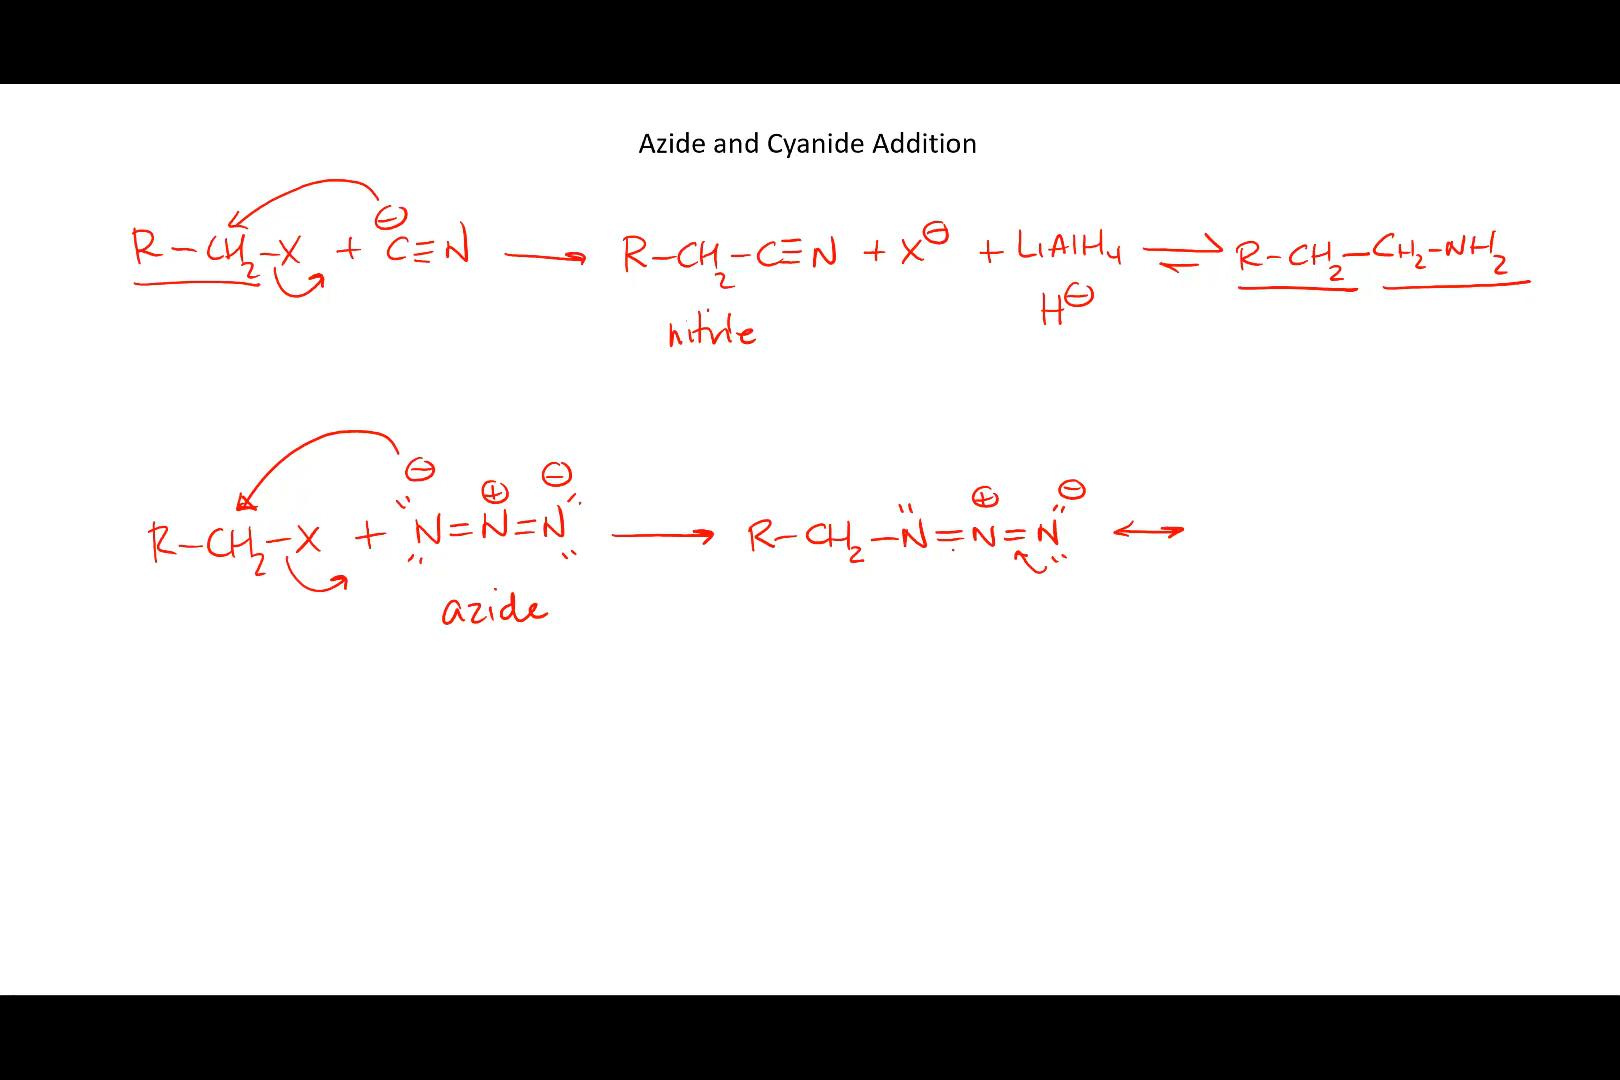 Azide and Cyanide Addition
R-CH₂-X + ⊖C≡N → R-CH₂-C≡N + X⊖ + LiAlH₄ ⇌ R-CH₂-CH₂-NH₂
nitrile H⊖
R-CH₂-X + ⊖N̈=N⊕=N̈⊖ → R-CH₂-N̈=N⊕=N̈⊖ ↔
azide